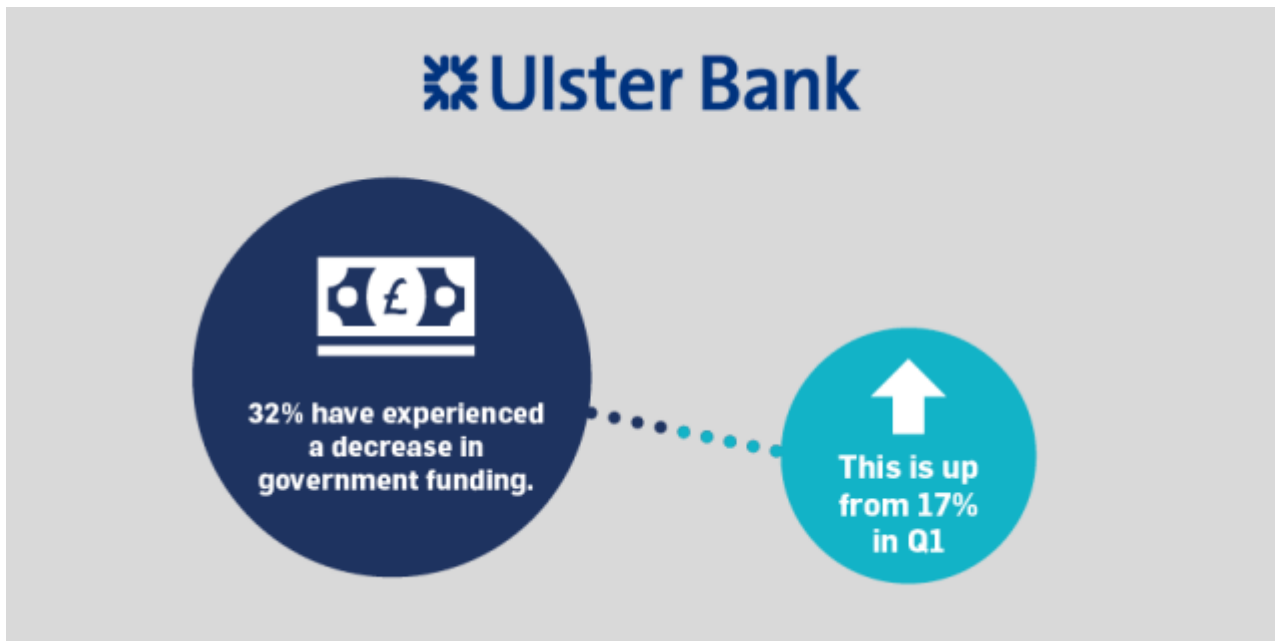 Ulster Bank
£
32% have experienced
a decrease in
government funding.
This is up
from 17%
in Q1